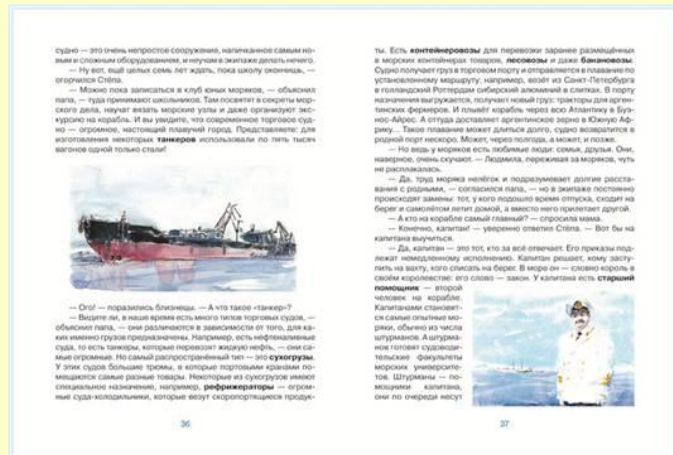 судно — это очень непростое сооружение, напичканное самым но-
вым и сложным оборудованием, и неучам в экипаже делать нечего.
— Ну вот, ещё целых семь лет ждать, пока школу окончишь, —
огорчился Стёпа.
— Можно пока записаться в клуб юных моряков, — объяснил
папа, — туда принимают школьников. Там посвятят в секреты мор-
ского дела, научат вязать морские узлы и даже организуют экс-
курсию на корабль. И вы увидите, что современное торговое суд-
но — огромное, настоящий плавучий город. Представляете: для
изготовления некоторых танкеров использовали по пять тысяч
вагонов одной только стали!
— Ого! — поразились близнецы. — А что такое «танкер»?
— Видите ли, в наше время есть много типов торговых судов, —
объяснил папа, — они различаются в зависимости от того, для ка-
ких именно грузов предназначены. Например, есть нефтеналивные
суда, то есть танкеры, которые перевозят жидкую нефть, — они са-
мые огромные. Но самый распространённый тип — это сухогрузы.
У этих судов большие трюмы, в которые портовыми кранами по-
мещаются самые разные товары. Некоторые из сухогрузов имеют
специальное назначение, например, рефрижераторы — огром-
ные суда-холодильники, которые везут скоропортящиеся продук-
36
ты. Есть контейнеровозы для перевозки заранее размещённых
в морских контейнерах товаров, лесовозы и даже банановозы.
Судно получает груз в торговом порту и отправляется в плавание по
установленному маршруту; например, везёт из Санкт-Петербурга
в голландский Роттердам сибирский алюминий в слитках. В порту
назначения выгружается, получает новый груз: тракторы для арген-
тинских фермеров. И плывёт корабль через всю Атлантику в Буэ-
нос-Айрес. А оттуда доставляет аргентинское зерно в Южную Аф-
рику... Такое плавание может длиться долго, судно возвратится в
родной порт нескоро. Может, через полгода, а может, и позже.
— Но ведь у моряков есть любимые люди: семья, друзья. Они,
наверное, очень скучают. — Людмила, переживая за моряков, чуть
не расплакалась.
— Да, труд моряка нелёгок и подразумевает долгие расста-
вания с родными, — согласился папа, — но в экипаже постоянно
происходят замены: тот, у кого подошло время отпуска, сходит на
берег и самолётом летит домой, а вместо него прилетает другой.
— А кто на корабле самый главный? — спросила мама.
— Конечно, капитан! — уверенно ответил Стёпа. — Вот бы на
капитана выучиться.
— Да, капитан — это тот, кто за всё отвечает. Его приказы под-
лежат немедленному исполнению. Капитан решает, кому засту-
пить на вахту, кого списать на берег. В море он — словно король в
своём королевстве: его слово — закон. У капитана есть старший
помощник — второй
человек на корабле.
Капитанами становят-
ся самые опытные мо-
ряки, обычно из числа
штурманов. А штурма-
нов готовят судоводи-
тельские факультеты
морских университе-
тов. Штурманы — по-
мощники капитана,
они по очереди несут
37